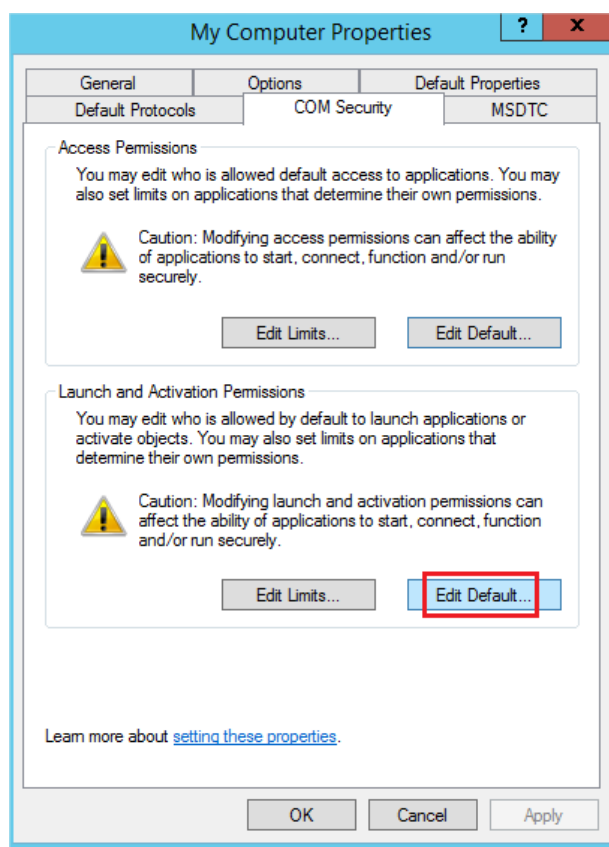 My Computer Properties
?
x
General
Options
Default Properties
Default Protocols
COM Security
MSDTC
Access Permissions
You may edit who is allowed default access to applications. You may
also set limits on applications that determine their own permissions.
Caution: Modifying access permissions can affect the ability
of applications to start, connect, function and/or run
securely.
Edit Limits...
Edit Default...
Launch and Activation Permissions
You may edit who is allowed by default to launch applications or
activate objects. You may also set limits on applications that
determine their own permissions.
Caution: Modifying launch and activation permissions can
affect the ability of applications to start, connect, function
and/or run securely.
Edit Limits...
Edit Default...
Learn more about setting these properties.
OK
Cancel
Apply